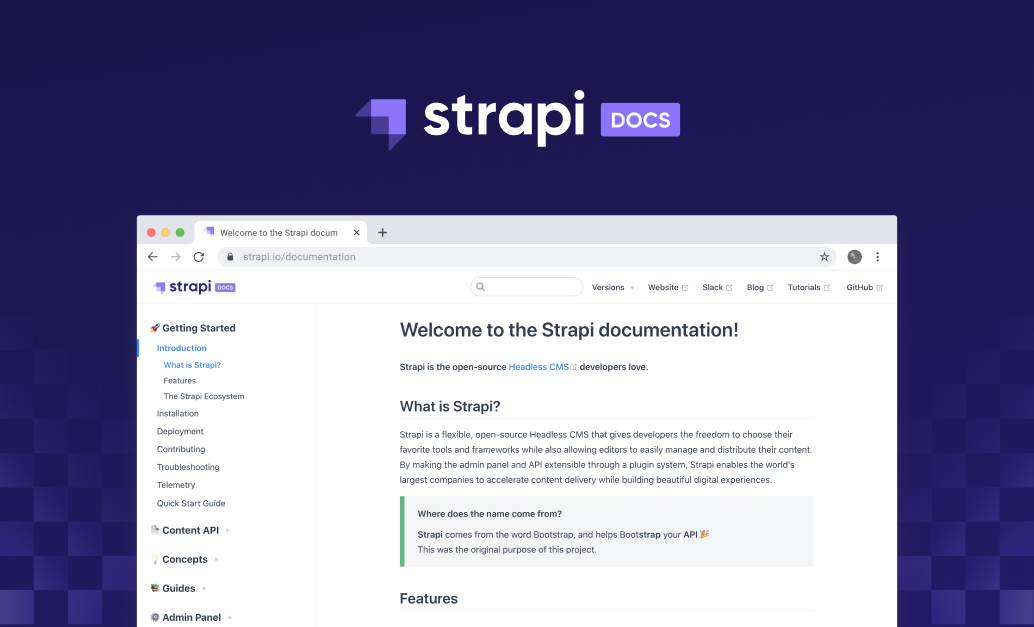 strapi DOCS
Welcome to the Strapi docum
strapi.io/documentation
strapi DOCS
Versions Website Slack Blog Tutorials GitHub
🚀 Getting Started
Introduction
What is Strapi?
Features
The Strapi Ecosystem
Installation
Deployment
Contributing
Troubleshooting
Telemetry
Quick Start Guide
Content API
Concepts
Guides
Admin Panel
Welcome to the Strapi documentation!
Strapi is the open-source Headless CMS developers love.
What is Strapi?
Strapi is a flexible, open-source Headless CMS that gives developers the freedom to choose their
favorite tools and frameworks while also allowing editors to easily manage and distribute their content.
By making the admin panel and API extensible through a plugin system, Strapi enables the world's
largest companies to accelerate content delivery while building beautiful digital experiences.
Where does the name come from?
Strapi comes from the word Bootstrap, and helps Bootstrap your API 🎉
This was the original purpose of this project.
Features